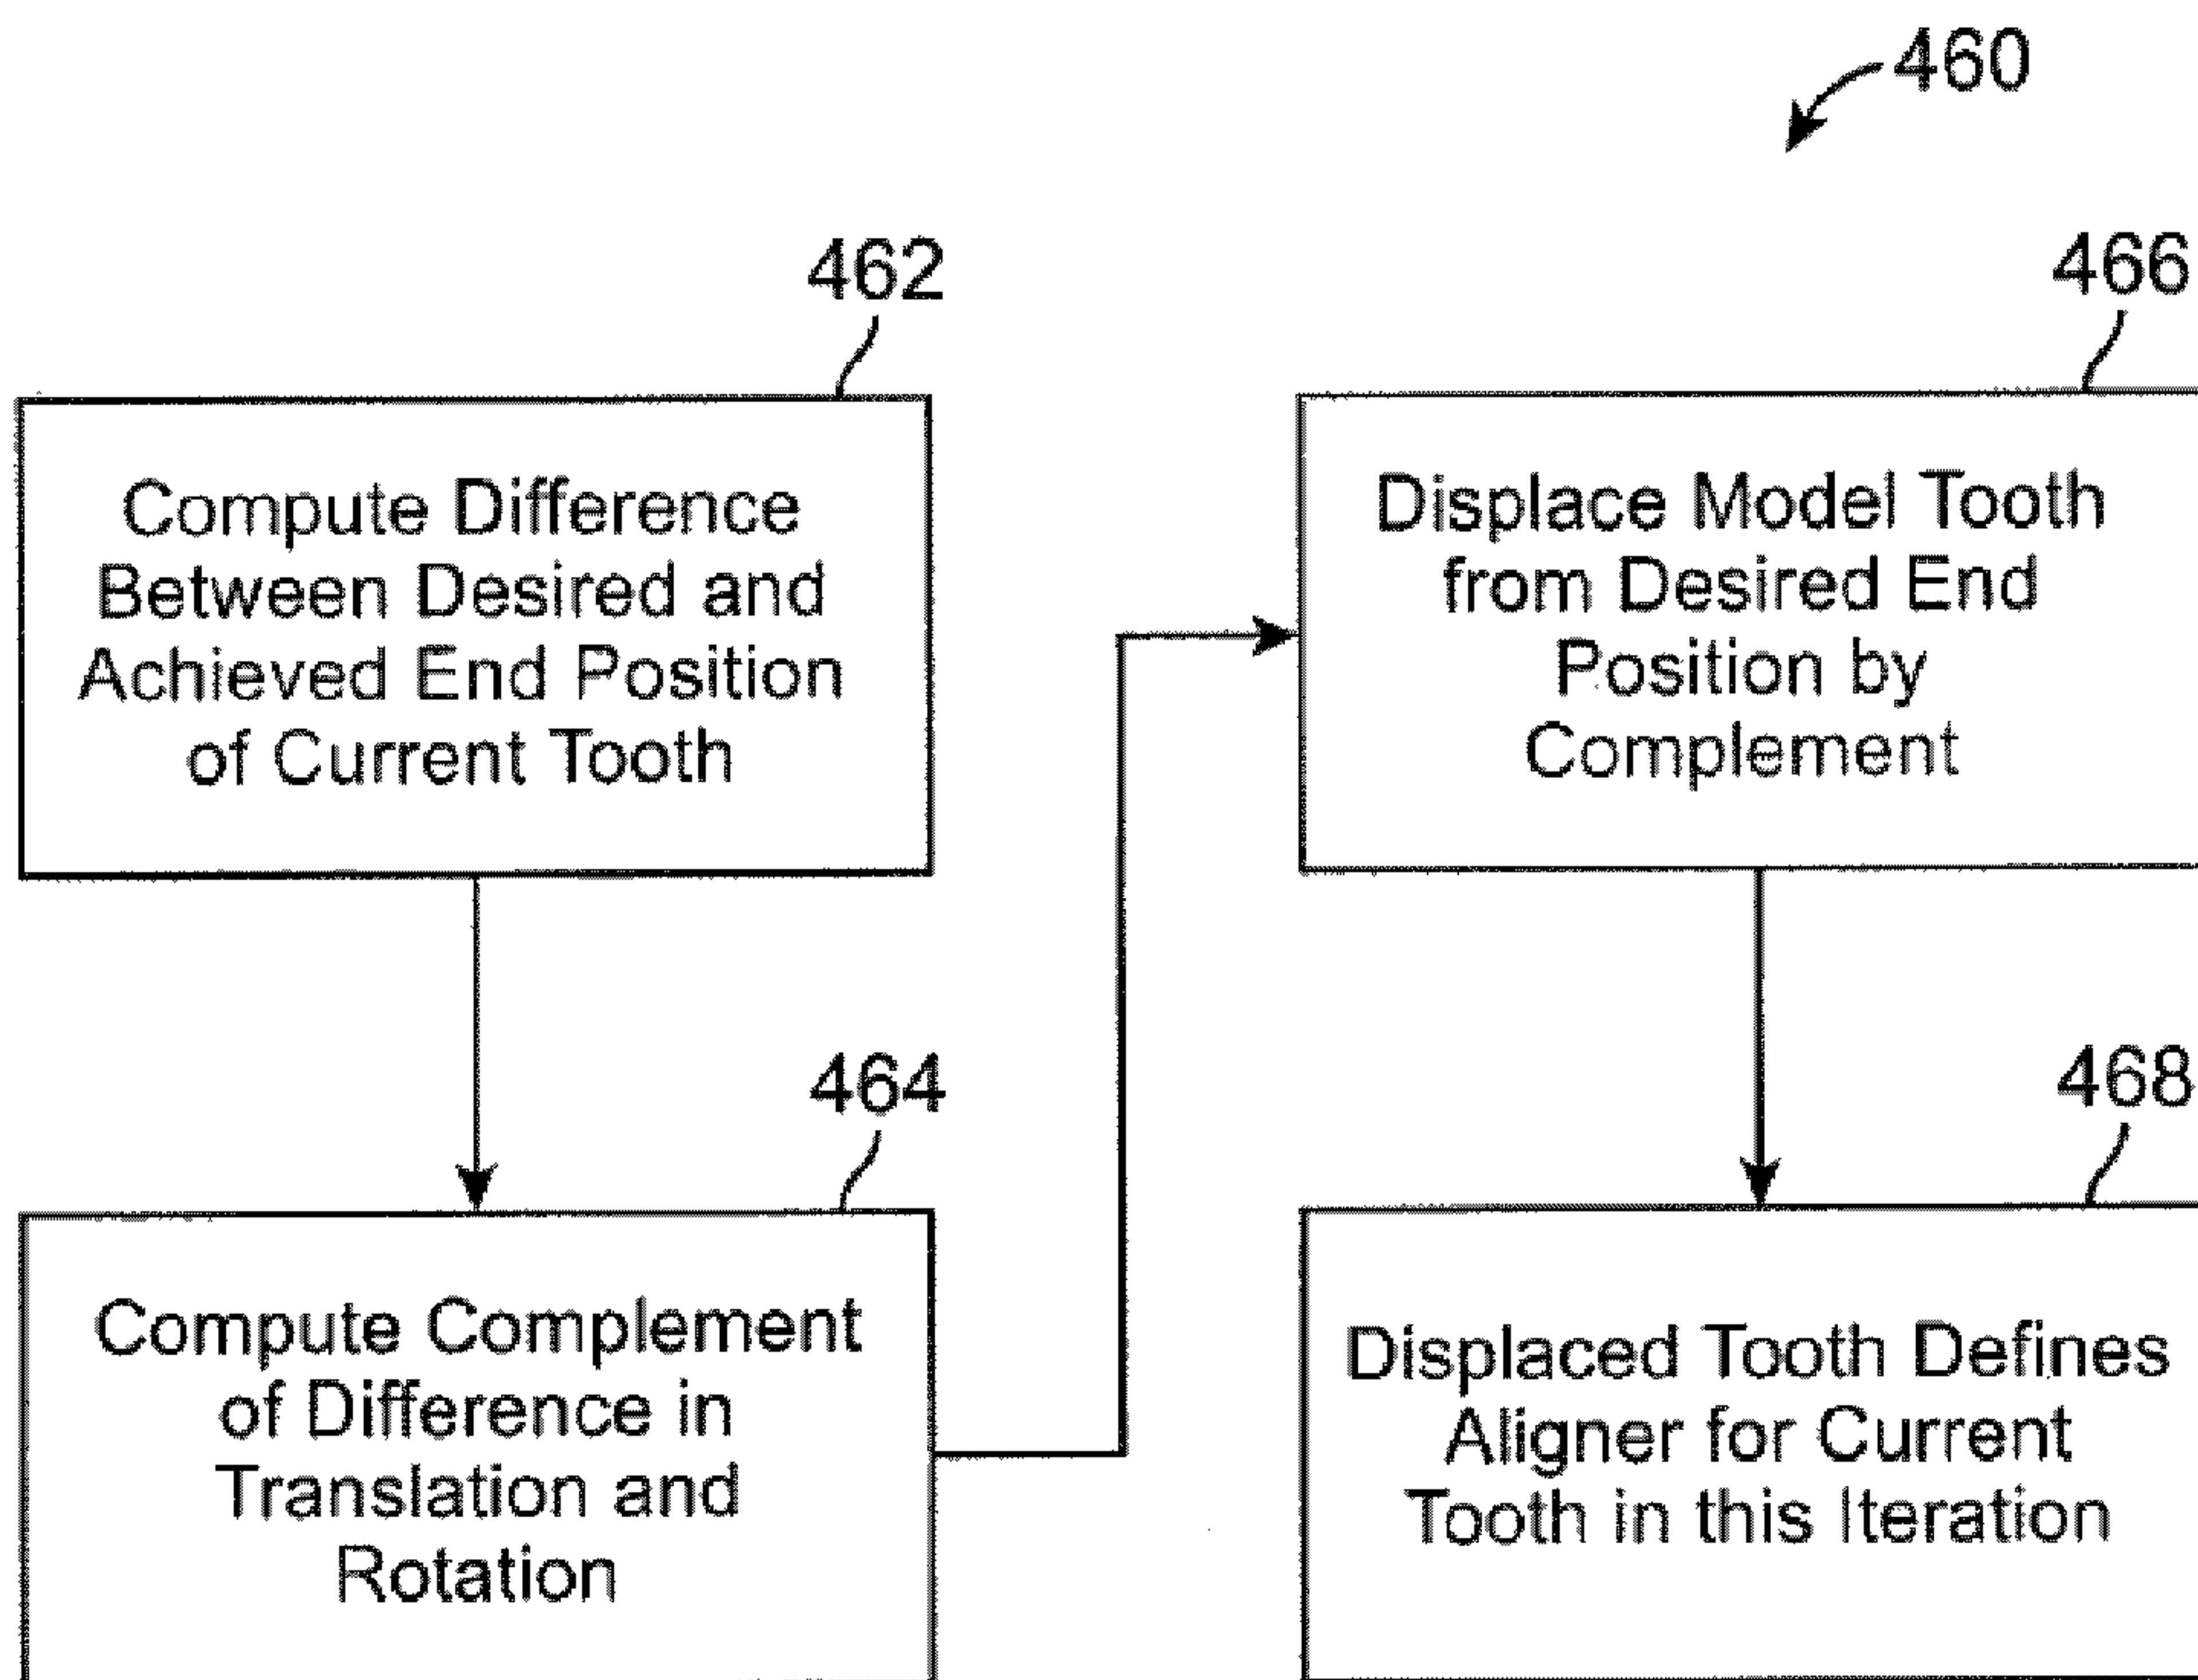 460
462
Compute Difference
Between Desired and
Achieved End Position
of Current Tooth
464
Compute Complement
of Difference in
Translation and
Rotation
466
Displace Model Tooth
from Desired End
Position by
Complement
468
Displaced Tooth Defines
Aligner for Current
Tooth in this Iteration